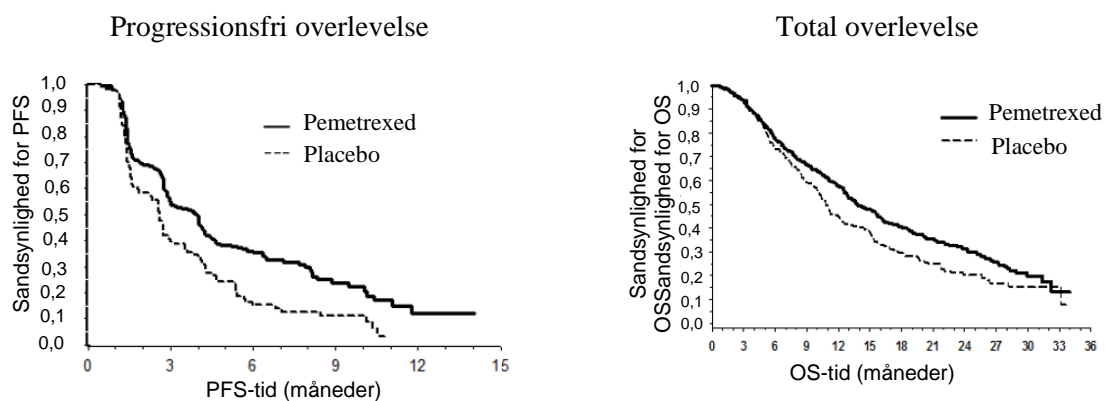 Progressionsfri overlevelse
Sandsynlighed for PFS
1,0
0,9
0,8
0,7
0,6
0,5
0,4
0,3
0,2
0,1
0,0
Pemetrexed
Placebo
0 3 6 9 12 15
PFS-tid (måneder)
Total overlevelse
Sandsynlighed for
OSSandsynlighed for OS
1,0
0,9
0,8
0,7
0,6
0,5
0,4
0,3
0,2
0,1
0,0
Pemetrexed
Placebo
0 3 6 9 12 15 18 21 24 27 30 33 36
OS-tid (måneder)